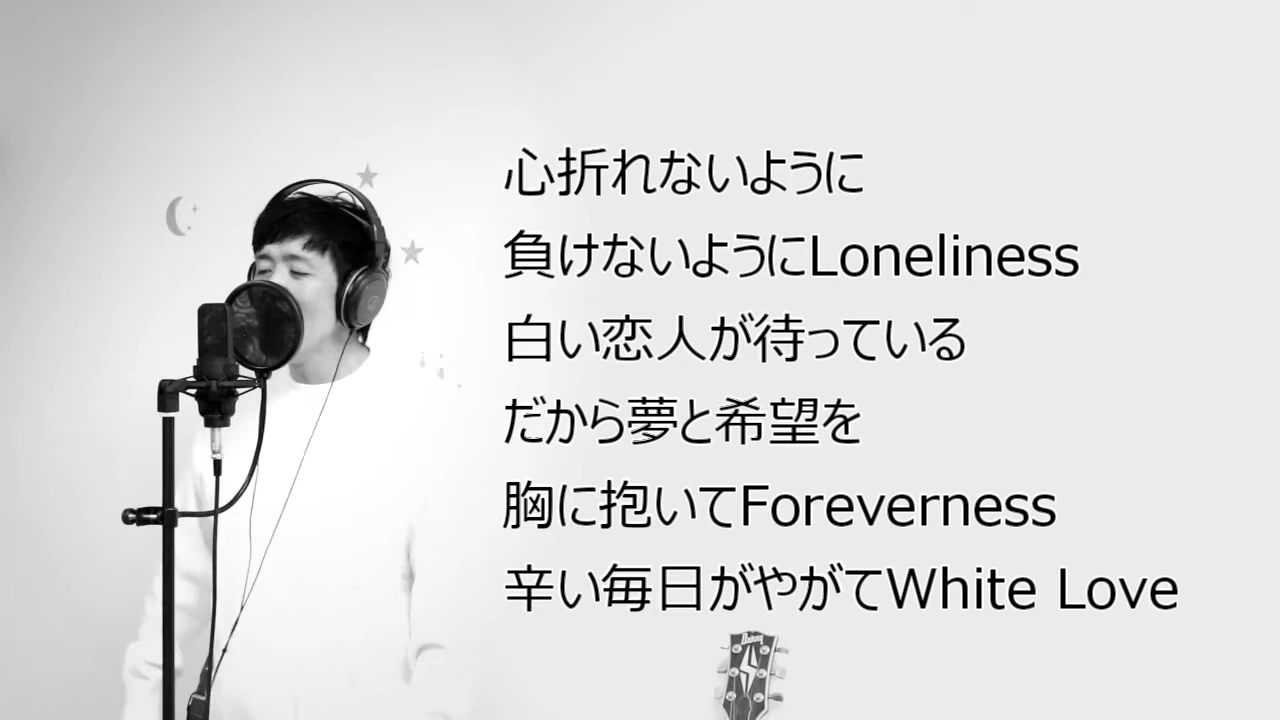 心折れないように
負けないようにLoneliness
白い恋人が待っている
だから夢と希望を
胸に抱いてForeverness
辛い毎日がやがてWhite Love